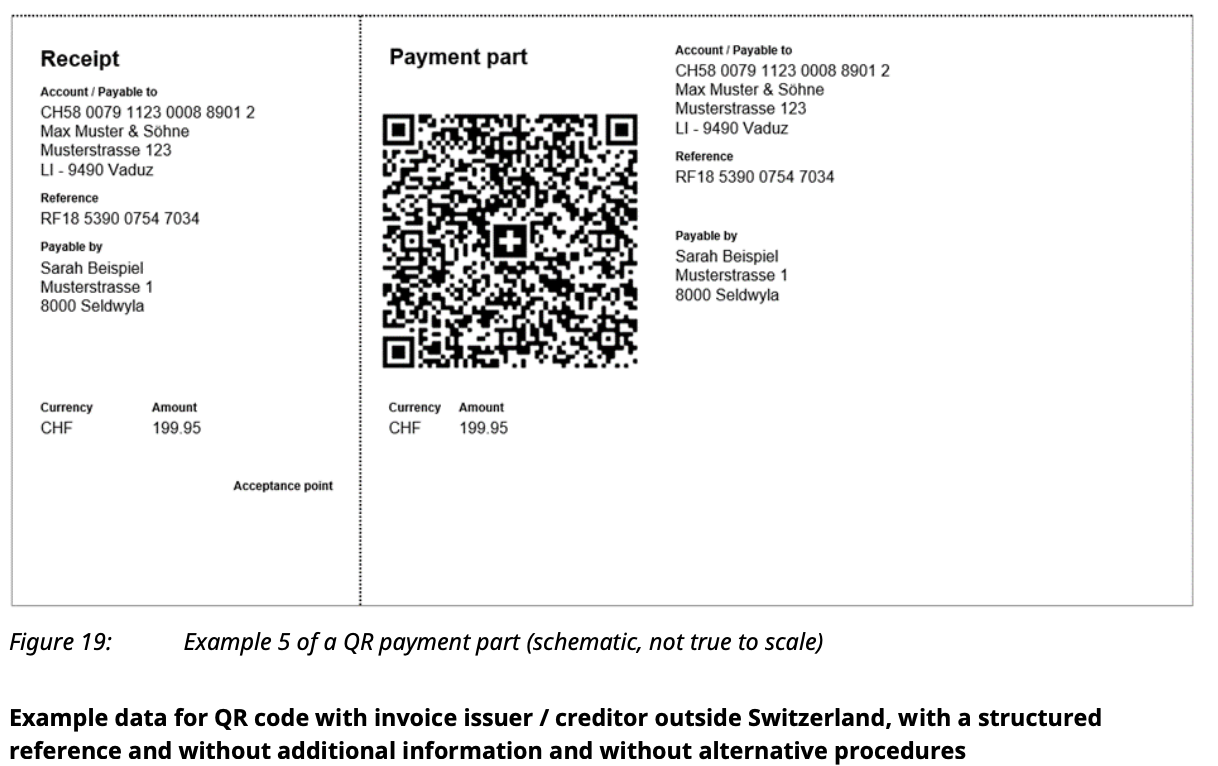 Receipt
Account / Payable to
CH58 0079 1123 0008 8901 2
Max Muster & Söhne
Musterstrasse 123
LI - 9490 Vaduz
Reference
RF18 5390 0754 7034
Payable by
Sarah Beispiel
Musterstrasse 1
8000 Seldwyla
Currency Amount
CHF 199.95
Acceptance point
Payment part
Currency Amount
CHF 199.95
Account / Payable to
CH58 0079 1123 0008 8901 2
Max Muster & Söhne
Musterstrasse 123
LI - 9490 Vaduz
Reference
RF18 5390 0754 7034
Payable by
Sarah Beispiel
Musterstrasse 1
8000 Seldwyla
Figure 19: Example 5 of a QR payment part (schematic, not true to scale)
Example data for QR code with invoice issuer / creditor outside Switzerland, with a structured
reference and without additional information and without alternative procedures